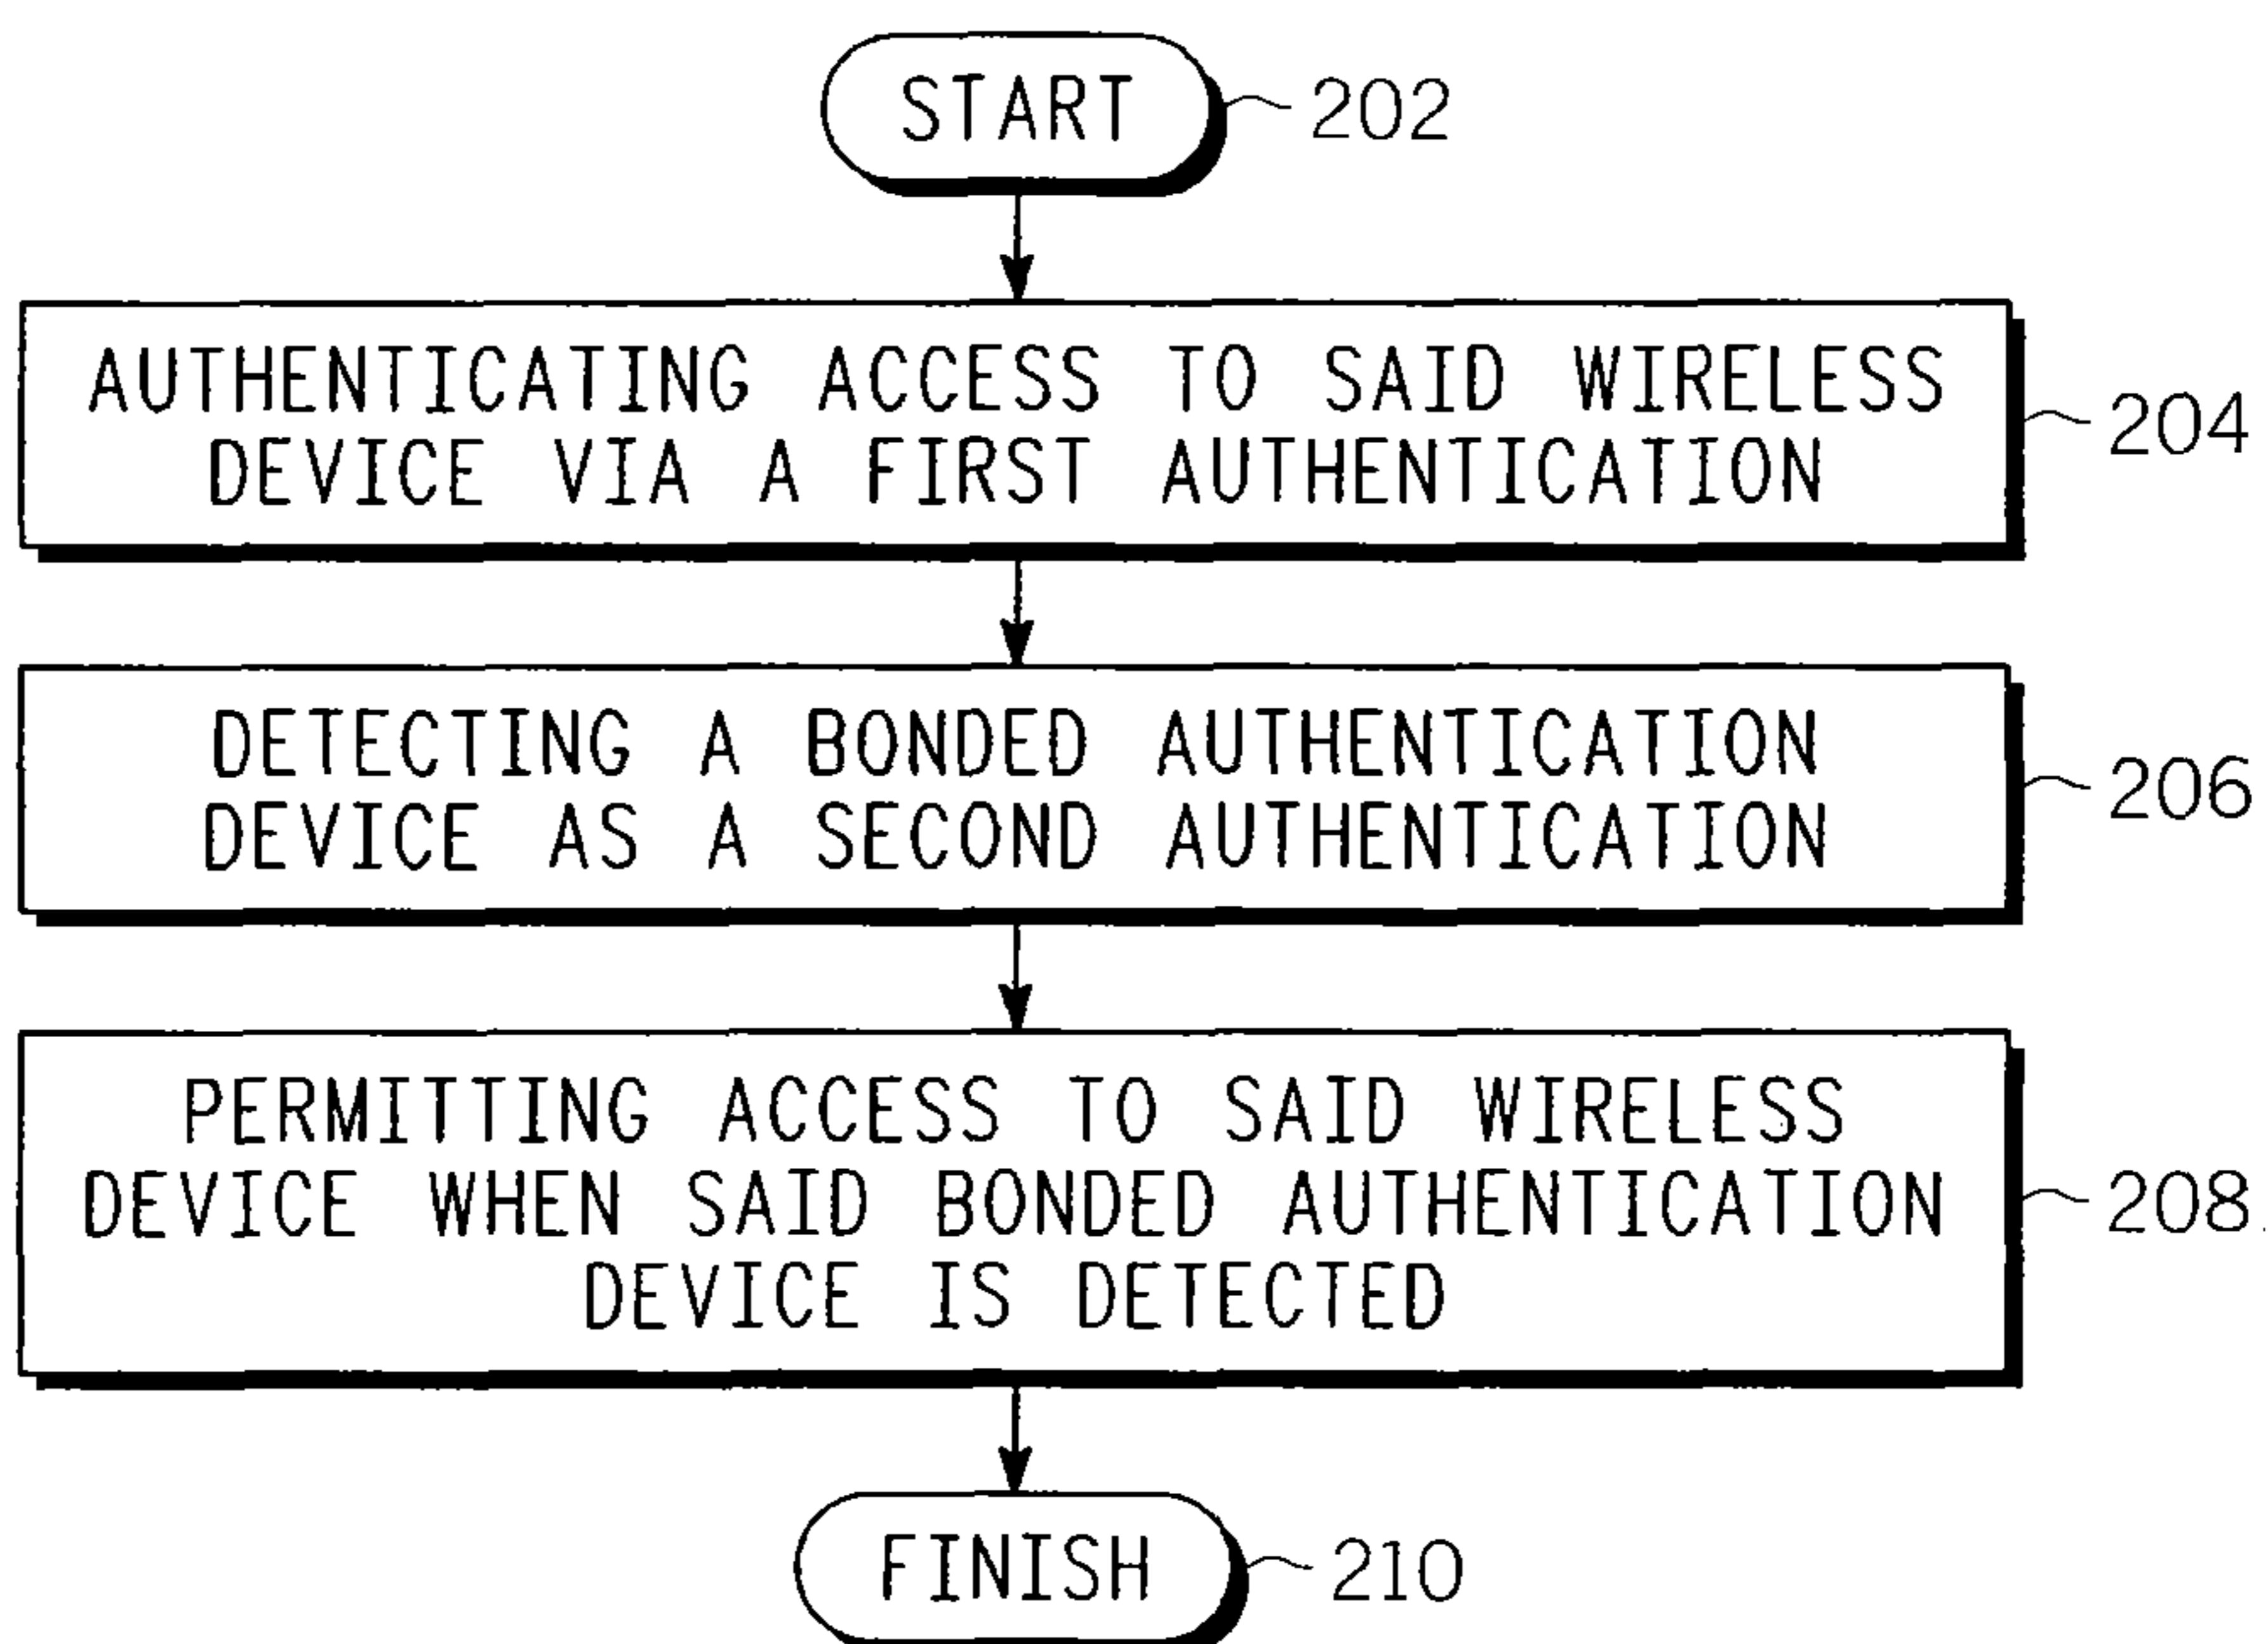 START
202
AUTHENTICATING ACCESS TO SAID WIRELESS
DEVICE VIA A FIRST AUTHENTICATION
204
DETECTING A BONDED AUTHENTICATION
DEVICE AS A SECOND AUTHENTICATION
206
PERMITTING ACCESS TO SAID WIRELESS
DEVICE WHEN SAID BONDED AUTHENTICATION
DEVICE IS DETECTED
208
FINISH
210